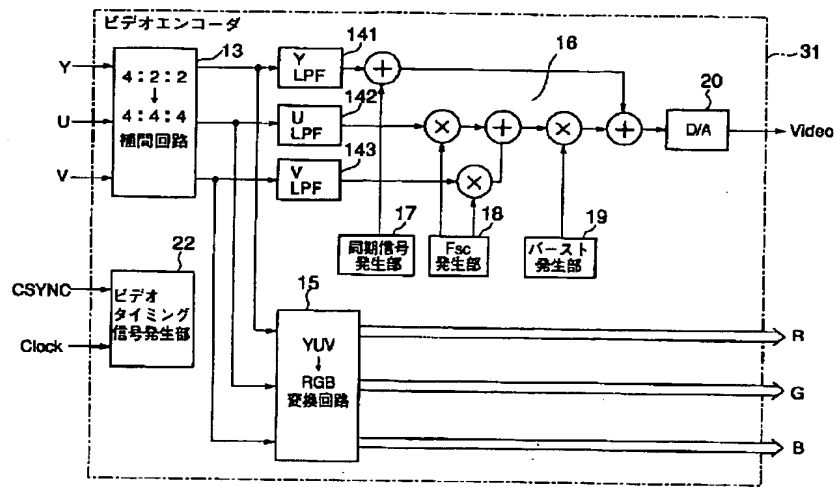 ビデオエンコーダ
13
141
16
31
Y
4:2:2
↓
4:4:4
補間回路
Y
LPF
+
142
20
U
U
LPF
×
+
×
+
D/A
Video
143
V
V
LPF
×
17
18
19
同期信号
発生部
Fsc
発生部
バースト
発生部
22
CSYNC
ビデオ
タイミング
信号発生部
Clock
15
YUV
↓
RGB
変換回路
R
G
B